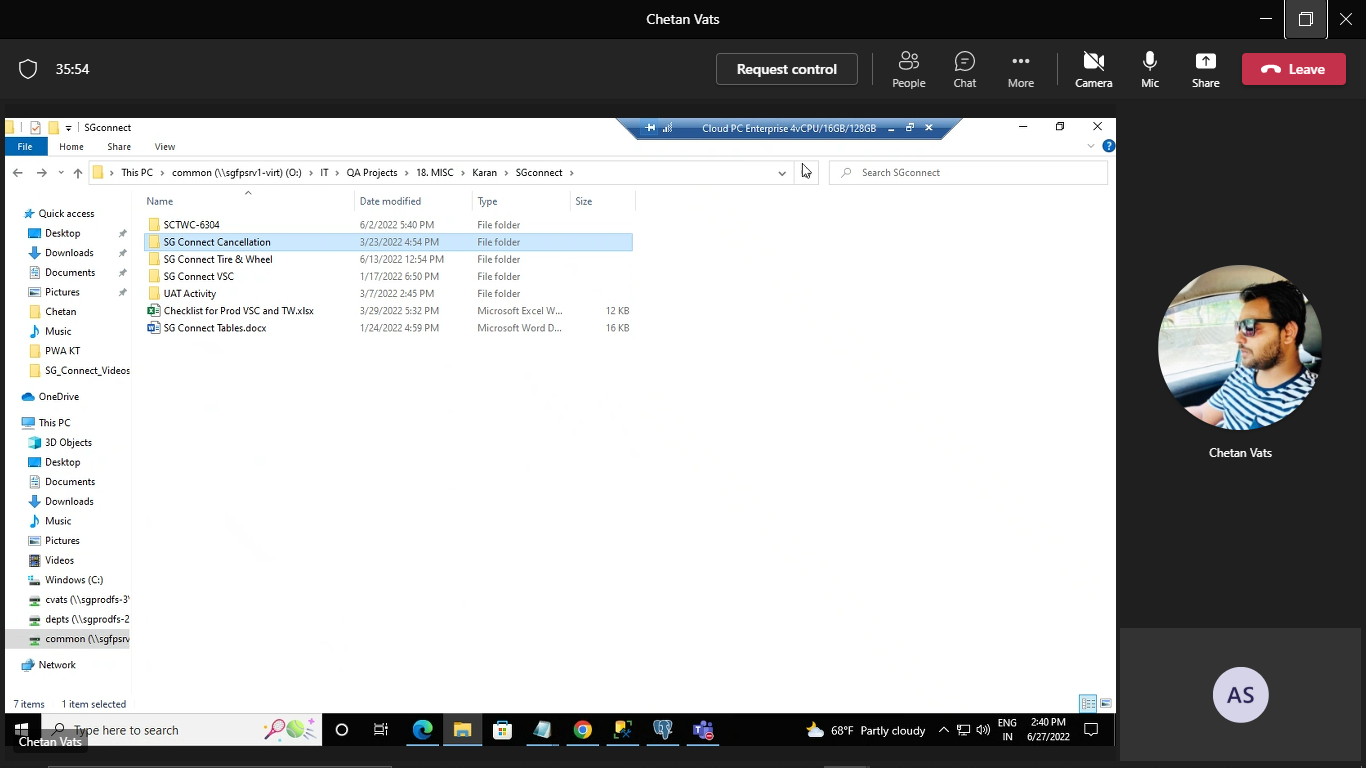 Chetan Vats
35:54
Request control
People
Chat
More
Camera
Mic
Share
Leave
SGconnect
Cloud PC Enterprise 4vCPU/16GB/128GB
File Home Share View
This PC > common (\\sgfpsrv1-virt) (O:) > IT > QA Projects > 18. MISC > Karan > SGconnect >
Search SGconnect
Name Date modified Type Size
SCTWC-6304 6/2/2022 5:40 PM File folder
SG Connect Cancellation 3/23/2022 4:54 PM File folder
SG Connect Tire & Wheel 6/13/2022 12:54 PM File folder
SG Connect VSC 1/17/2022 6:50 PM File folder
UAT Activity 3/7/2022 2:45 PM File folder
Checklist for Prod VSC and TW.xlsx 3/29/2022 5:32 PM Microsoft Excel W... 12 KB
SG Connect Tables.docx 1/24/2022 4:59 PM Microsoft Word D... 16 KB
Quick access
Desktop
Downloads
Documents
Pictures
Chetan
Music
PWA KT
SG_Connect_Videos
OneDrive
This PC
3D Objects
Desktop
Documents
Downloads
Music
Pictures
Videos
Windows (C:)
cvats (\\sgprodfs-3
depts (\\sgprodfs-2
common (\\sgfpsrv
Network
7 items 1 item selected
Type here to search
68°F Partly cloudy
ENG
IN
2:40 PM
6/27/2022
Chetan Vats
Chetan Vats
AS